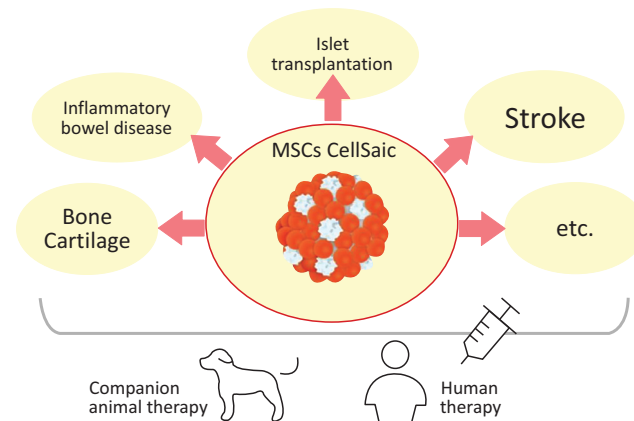 Islet
transplantation
Inflammatory
bowel disease
Stroke
MSCs CellSaic
Bone
Cartilage
etc.
Companion
animal therapy
Human
therapy